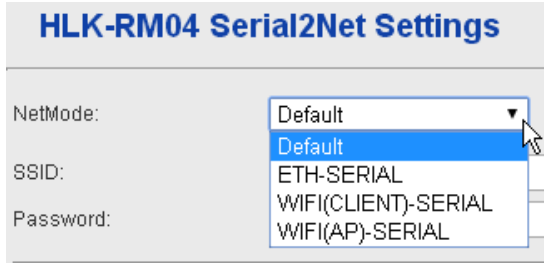 HLK-RM04 Serial2Net Settings
NetMode:
Default
Default
ETH-SERIAL
SSID:
WIFI(CLIENT)-SERIAL
Password:
WIFI(AP)-SERIAL